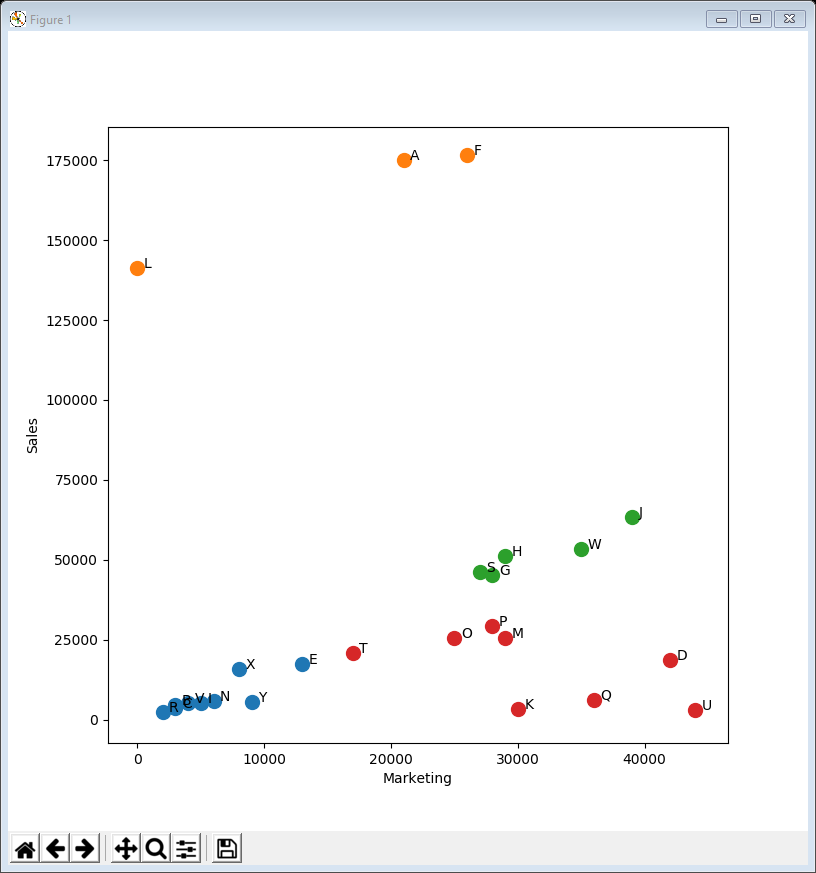 Figure 1
A F
175000
150000
L
125000
100000
Sales
75000
J
H W
50000
S G
P
O M
25000
T
X E D
N Y Q
V I
B
C
R
K U
0
0 10000 20000 30000 40000
Marketing